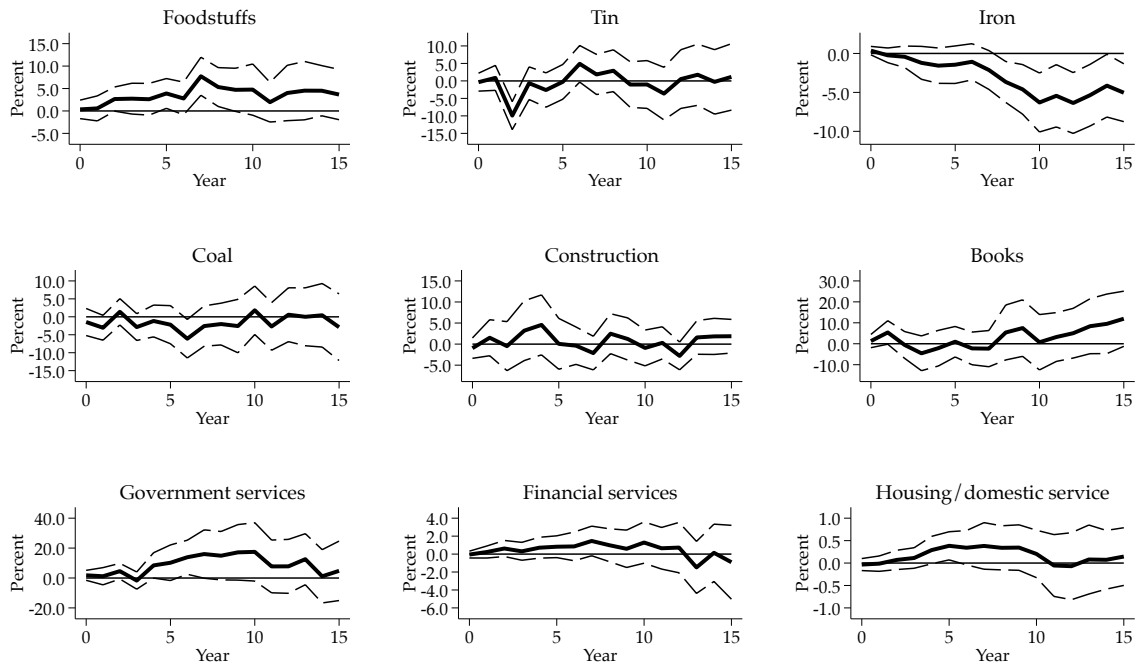 Foodstuffs
Percent
15.0
10.0
5.0
0.0
-5.0
0 5 10 15
Year
Tin
Percent
10.0
5.0
0.0
-5.0
-10.0
-15.0
0 5 10 15
Year
Iron
Percent
0.0
-5.0
-10.0
0 5 10 15
Year
Coal
Percent
10.0
5.0
0.0
-5.0
-10.0
-15.0
0 5 10 15
Year
Construction
Percent
15.0
10.0
5.0
0.0
-5.0
0 5 10 15
Year
Books
Percent
30.0
20.0
10.0
0.0
-10.0
0 5 10 15
Year
Government services
Percent
40.0
20.0
0.0
-20.0
0 5 10 15
Year
Financial services
Percent
4.0
2.0
0.0
-2.0
-4.0
-6.0
0 5 10 15
Year
Housing/domestic service
Percent
1.0
0.5
0.0
-0.5
-1.0
0 5 10 15
Year